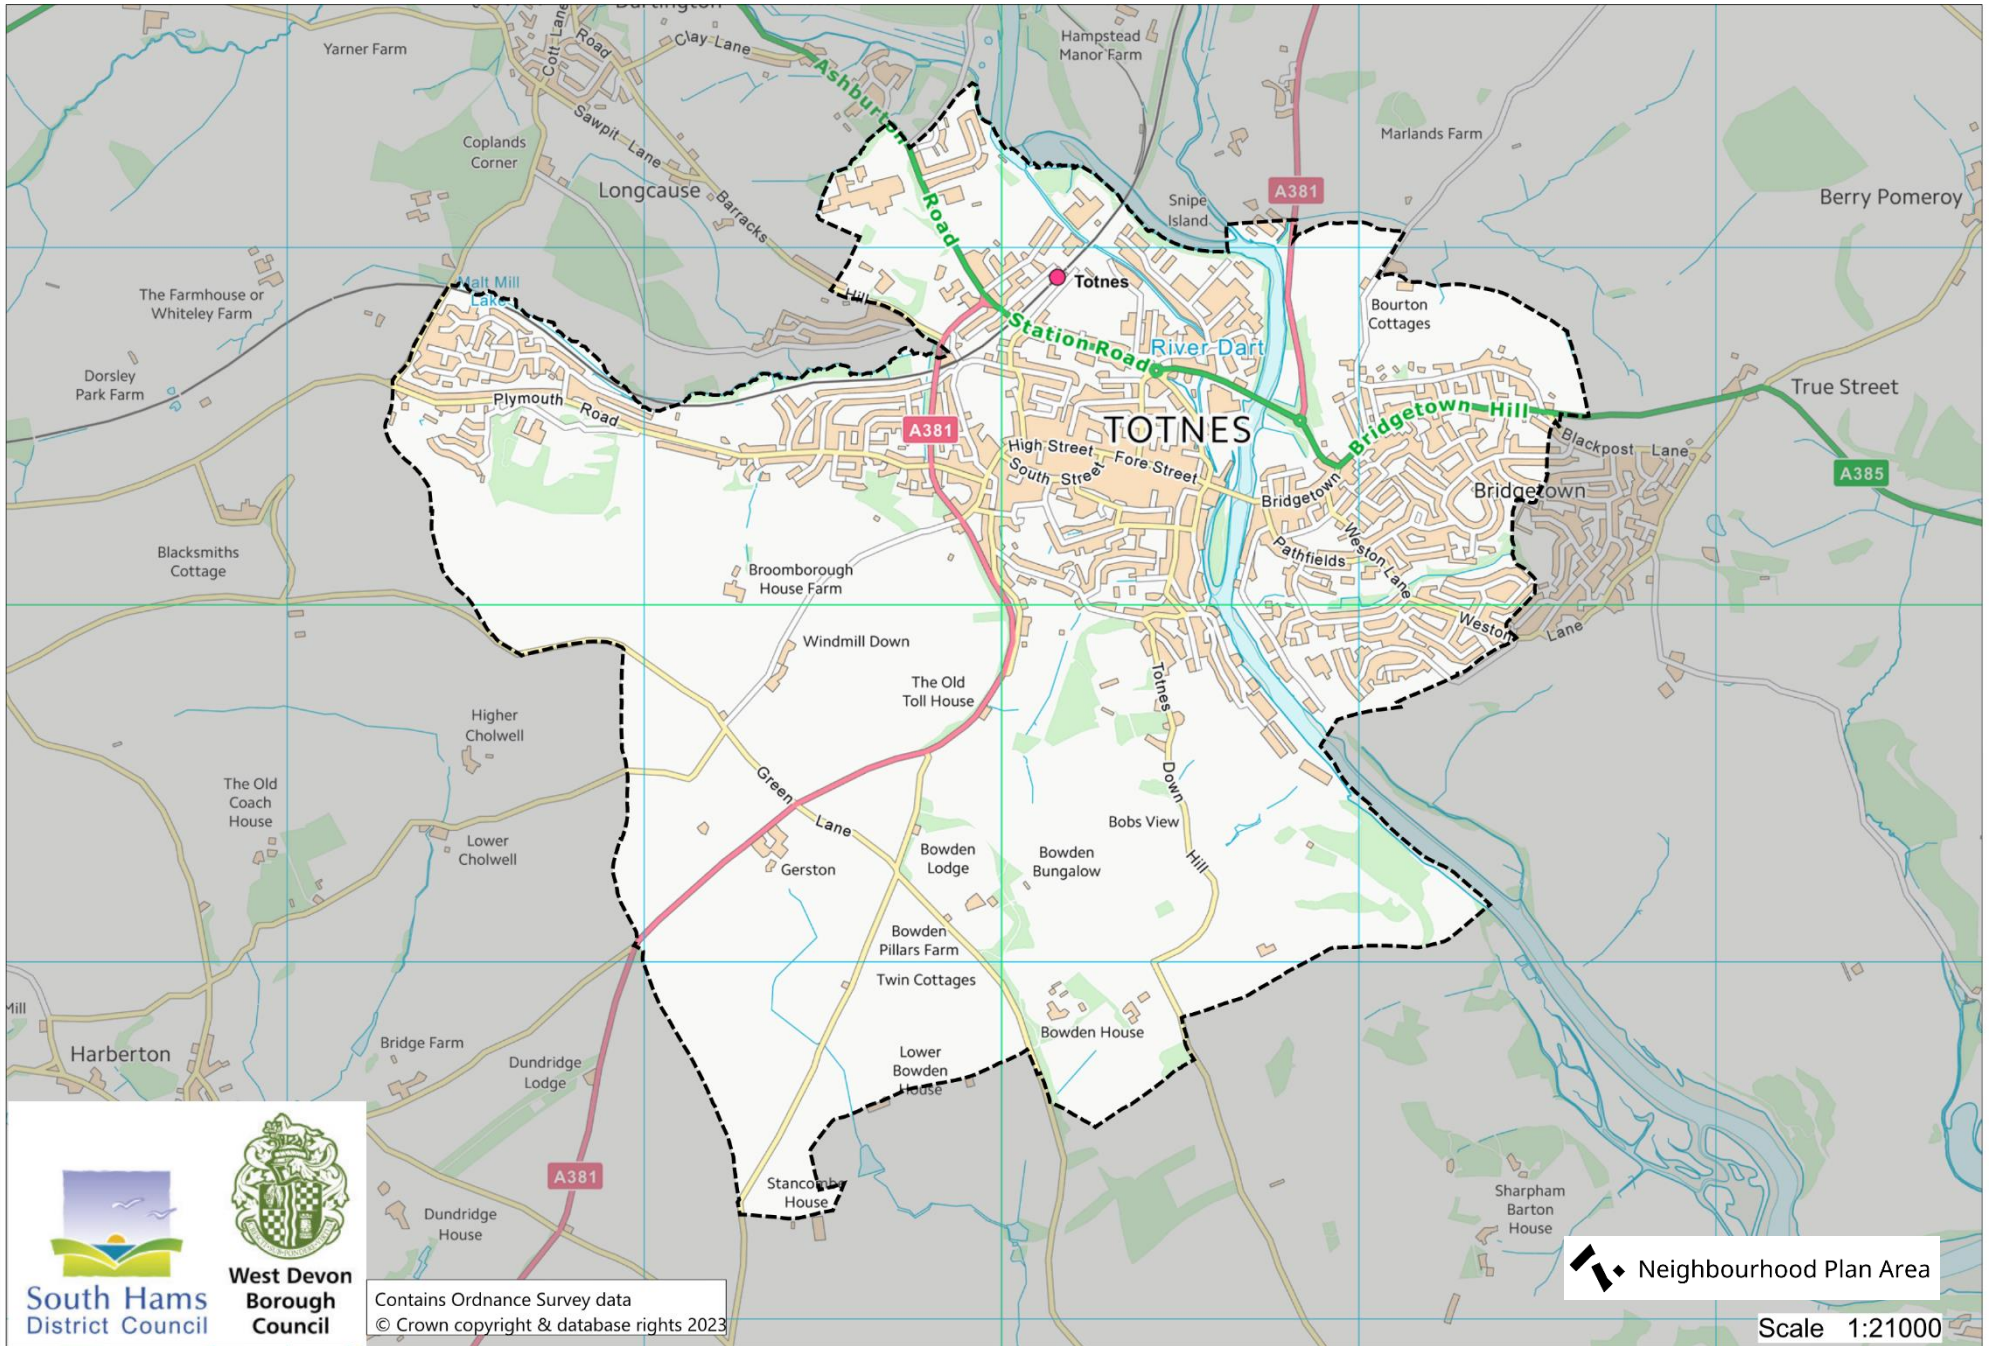 Dartington
Yarner Farm
Cott Lane
Road
Clay Lane
Hampstead
Manor Farm
Ashburton
Road
Sawpit Lane
Coplands
Corner
Marlands Farm
Longcause
Barracks
Hill
A381
Snipe
Island
Berry Pomeroy
Malt Mill
Lake
The Farmhouse or
Whiteley Farm
Totnes
Bourton
Cottages
Station Road
River Dart
Dorsley
Park Farm
True Street
Plymouth Road
A381
TOTNES
Bridgetown Hill
High Street
Fore Street
South Street
Blackpost Lane
A385
Bridgetown
Bridgetown
Blacksmiths
Cottage
Broomborough
House Farm
Pathfields
Weston Lane
Weston Lane
Windmill Down
The Old
Toll House
Totnes Down Hill
Higher
Cholwell
The Old
Coach
House
Green Lane
Bobs View
Lower
Cholwell
Gerston
Bowden
Lodge
Bowden
Bungalow
Bowden
Pillars Farm
Twin Cottages
Mill
Bowden House
Harberton
Bridge Farm
Dundridge
Lodge
Lower
Bowden
House
A381
Stancombe
House
Dundridge
House
Sharpham
Barton
House
South Hams
District Council
West Devon
Borough
Council
Contains Ordnance Survey data
© Crown copyright & database rights 2023
Neighbourhood Plan Area
Scale 1:21000